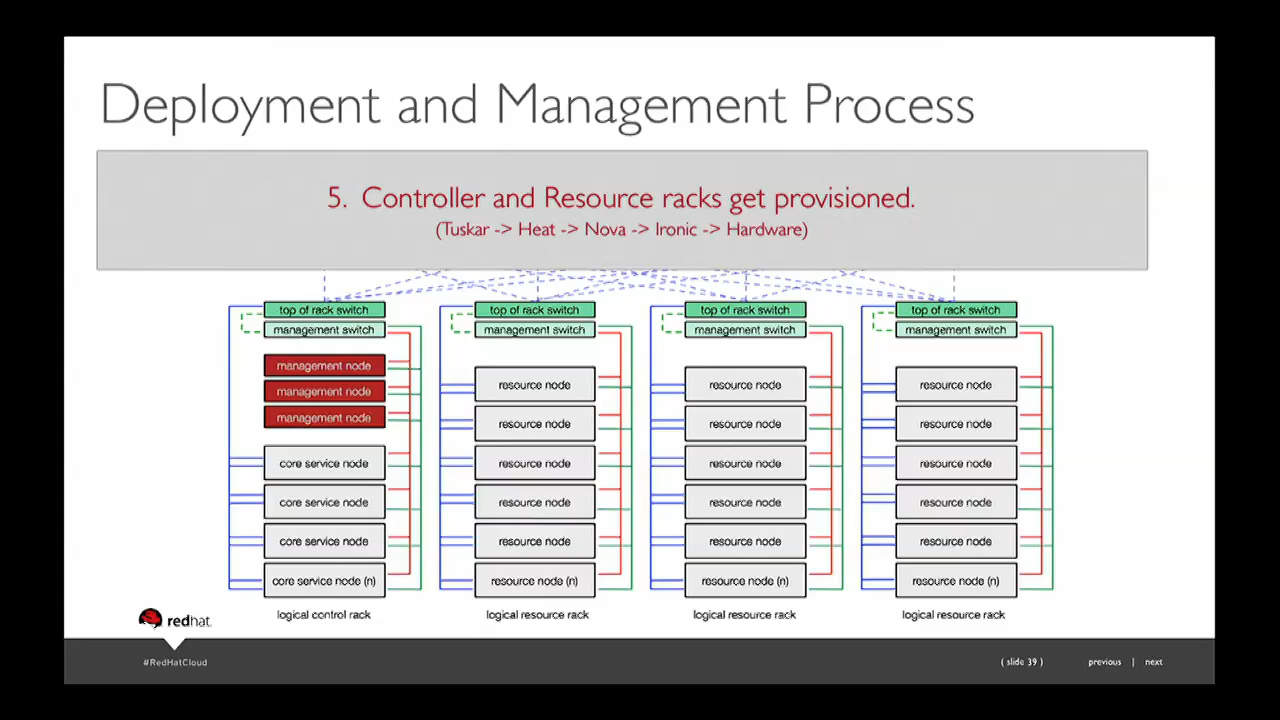 Deployment and Management Process
5. Controller and Resource racks get provisioned.
(Tuskar -> Heat -> Nova -> Ironic -> Hardware)
top of rack switch
management switch
management node
management node
management node
core service node
core service node
core service node
core service node (n)
logical control rack
top of rack switch
management switch
resource node
resource node
resource node
resource node
resource node
resource node (n)
logical resource rack
top of rack switch
management switch
resource node
resource node
resource node
resource node
resource node
resource node (n)
logical resource rack
top of rack switch
management switch
resource node
resource node
resource node
resource node
resource node
resource node (n)
logical resource rack
redhat.
#RedHatCloud
( slide 39 )
previous | next